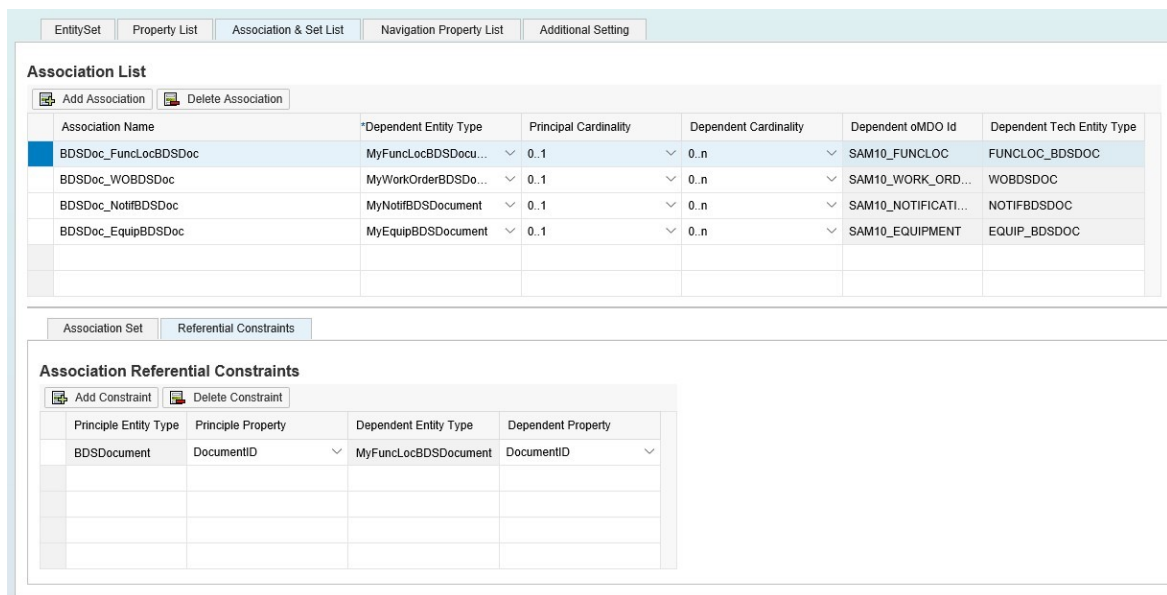 EntitySet Property List Association & Set List Navigation Property List Additional Setting
Association List
Add Association Delete Association
Association Name *Dependent Entity Type Principal Cardinality Dependent Cardinality Dependent oMDO Id Dependent Tech Entity Type
BDSDoc_FuncLocBDSDoc MyFuncLocBDSDocu... 0..1 0..n SAM10_FUNCLOC FUNCLOC_BDSDOC
BDSDoc_WOBDSDoc MyWorkOrderBDSDo... 0..1 0..n SAM10_WORK_ORD... WOBDSDOC
BDSDoc_NotifBDSDoc MyNotifBDSDocument 0..1 0..n SAM10_NOTIFICATI... NOTIFBDSDOC
BDSDoc_EquipBDSDoc MyEquipBDSDocument 0..1 0..n SAM10_EQUIPMENT EQUIP_BDSDOC
Association Set Referential Constraints
Association Referential Constraints
Add Constraint Delete Constraint
Principle Entity Type Principle Property Dependent Entity Type Dependent Property
BDSDocument DocumentID MyFuncLocBDSDocument DocumentID